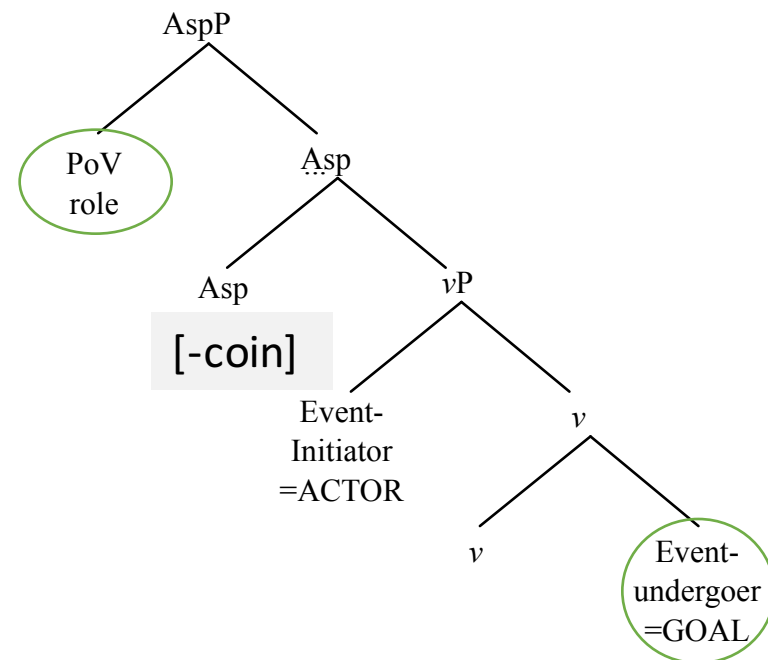 AspP
PoV
role
Asp
Asp
vP
[-coin]
Event-
Initiator
=ACTOR
v
v
Event-
undergoer
=GOAL